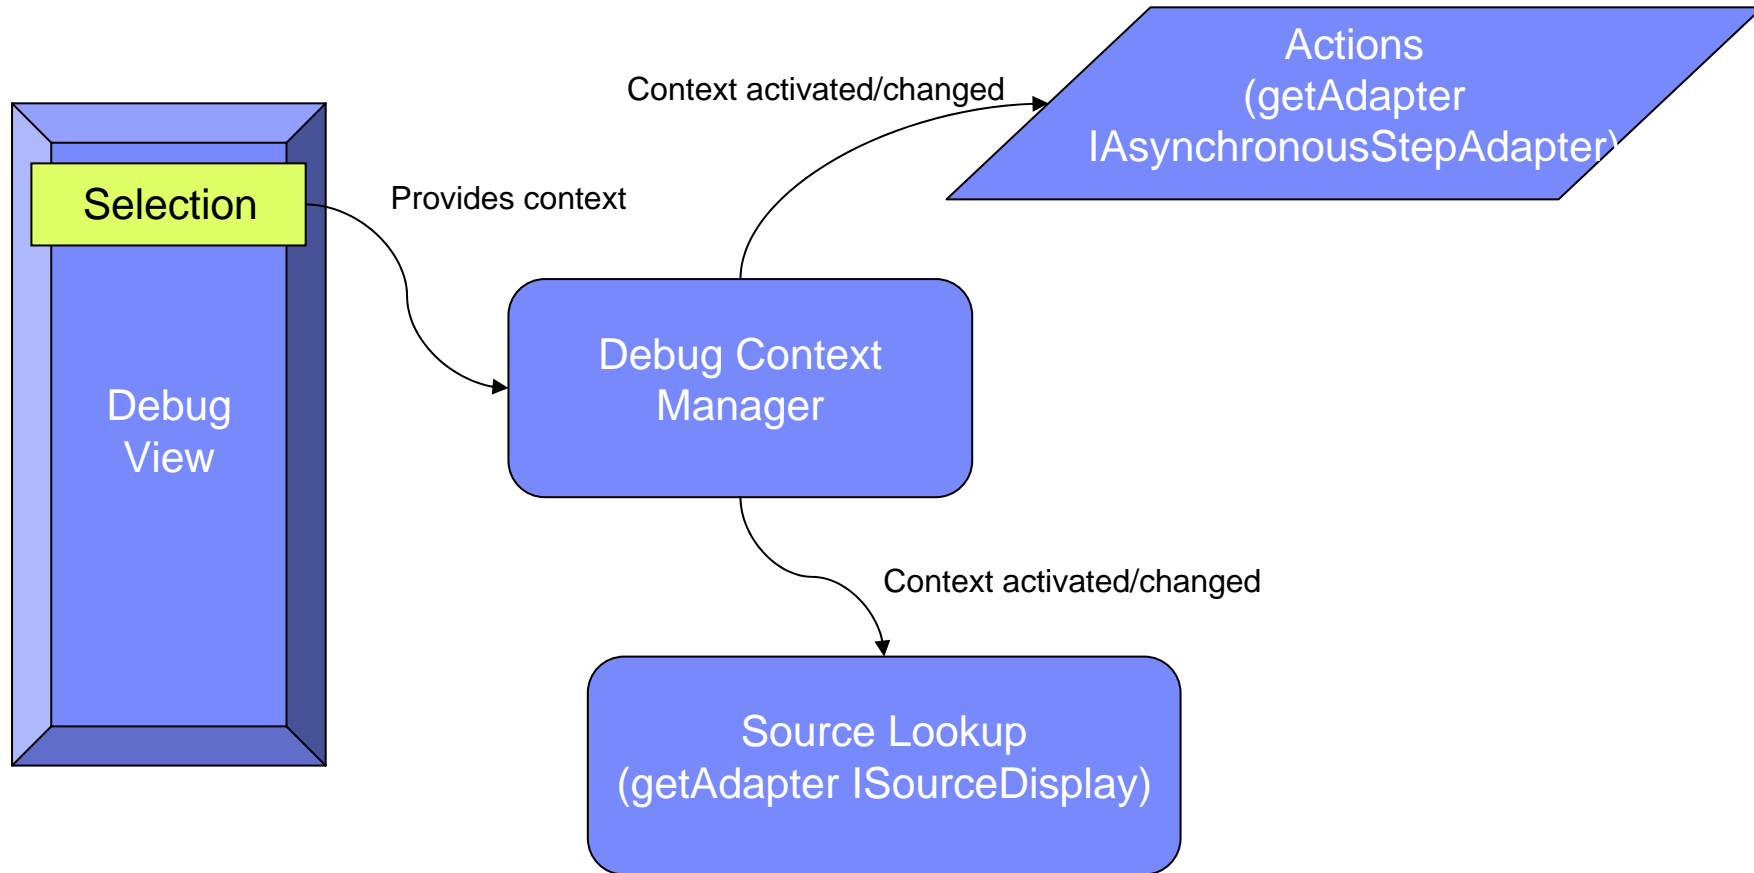 Actions
(getAdapter
IAsynchronousStepAdapter)
Context activated/changed
Selection
Provides context
Debug Context
Manager
Debug
View
Context activated/changed
Source Lookup
(getAdapter ISourceDisplay)